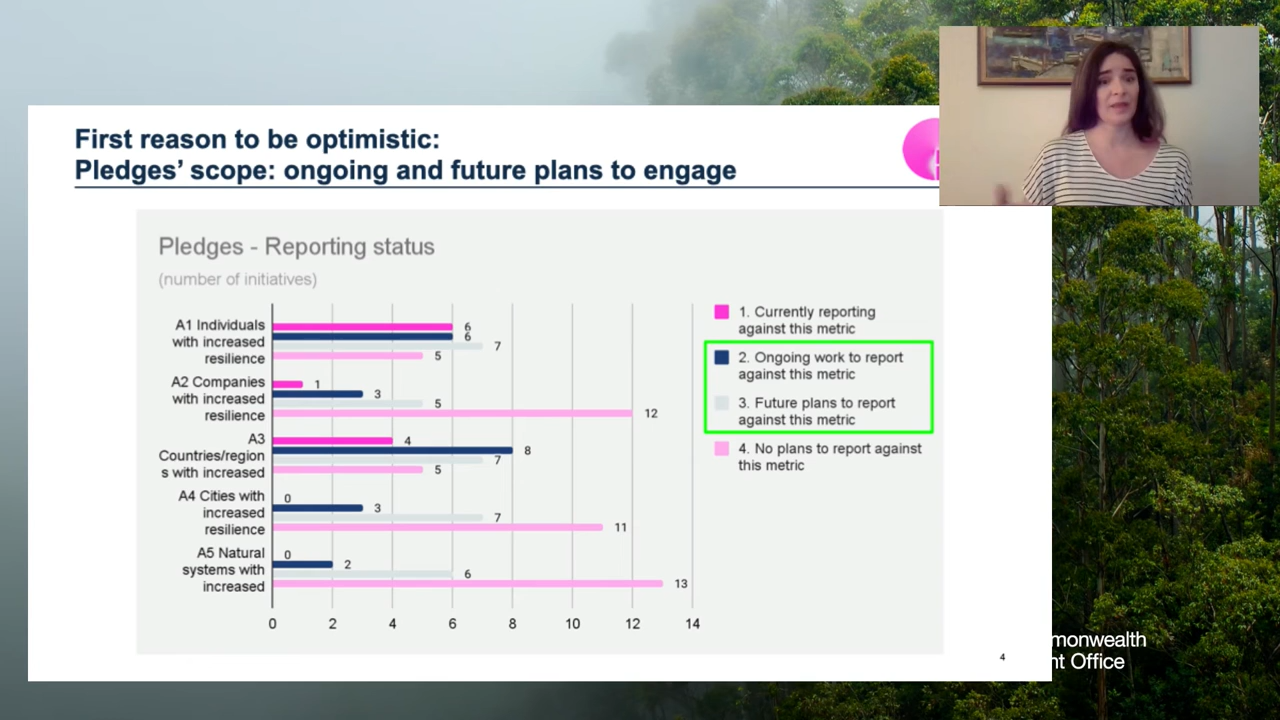 First reason to be optimistic:
Pledges' scope: ongoing and future plans to engage
Pledges - Reporting status
(number of initiatives)
A1 Individuals
with increased
resilience
6
6
7
5
A2 Companies
with increased
resilience
1
3
5
12
A3
Countries/region
s with increased
4
8
7
5
A4 Cities with
increased
resilience
0
3
7
11
A5 Natural
systems with
increased
0
2
6
13
0 2 4 6 8 10 12 14
1. Currently reporting
against this metric
2. Ongoing work to report
against this metric
3. Future plans to report
against this metric
4. No plans to report against
this metric
4
monwealth
nt Office